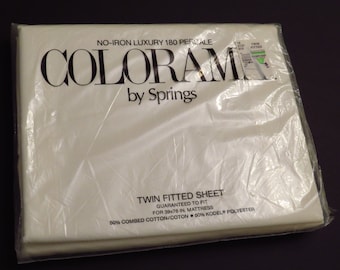 NO-IRON LUXURY 180 PERCALE
COLORAMA
by Springs
TWIN FITTED SHEET
GUARANTEED TO FIT
FOR 39x76 IN. MATTRESS
50% COMBED COTTON/COTON • 50% KODEL® POLYESTER